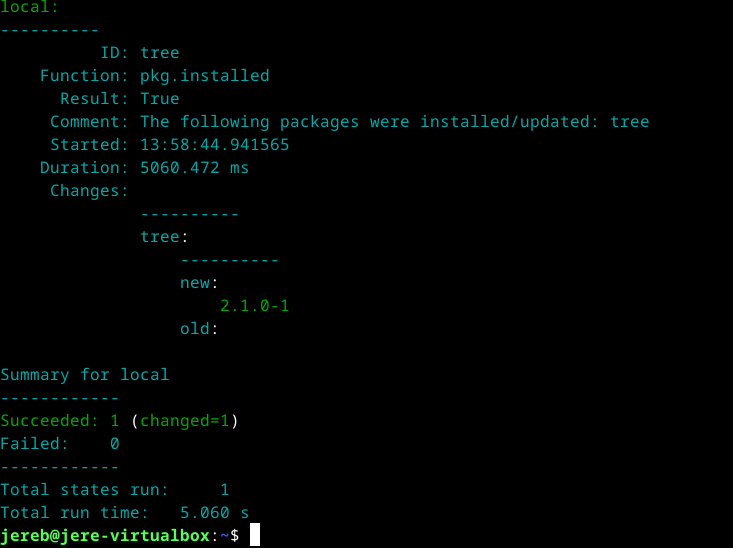 local:
----------
          ID: tree
    Function: pkg.installed
      Result: True
     Comment: The following packages were installed/updated: tree
     Started: 13:58:44.941565
    Duration: 5060.472 ms
     Changes:
              ----------
              tree:
                  ----------
                  new:
                      2.1.0-1
                  old:

Summary for local
------------
Succeeded: 1 (changed=1)
Failed:    0
------------
Total states run:     1
Total run time:   5.060 s
jereb@jere-virtualbox:~$